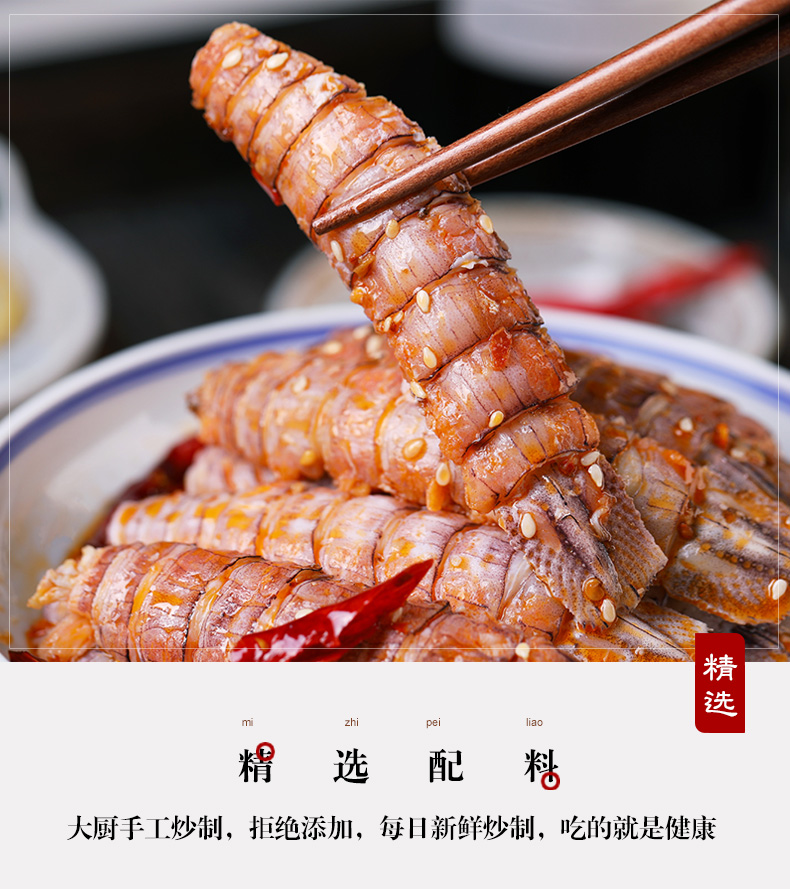 精
选
mi zhi pei liao
精 选 配 料
大厨手工炒制，拒绝添加，每日新鲜炒制，吃的就是健康